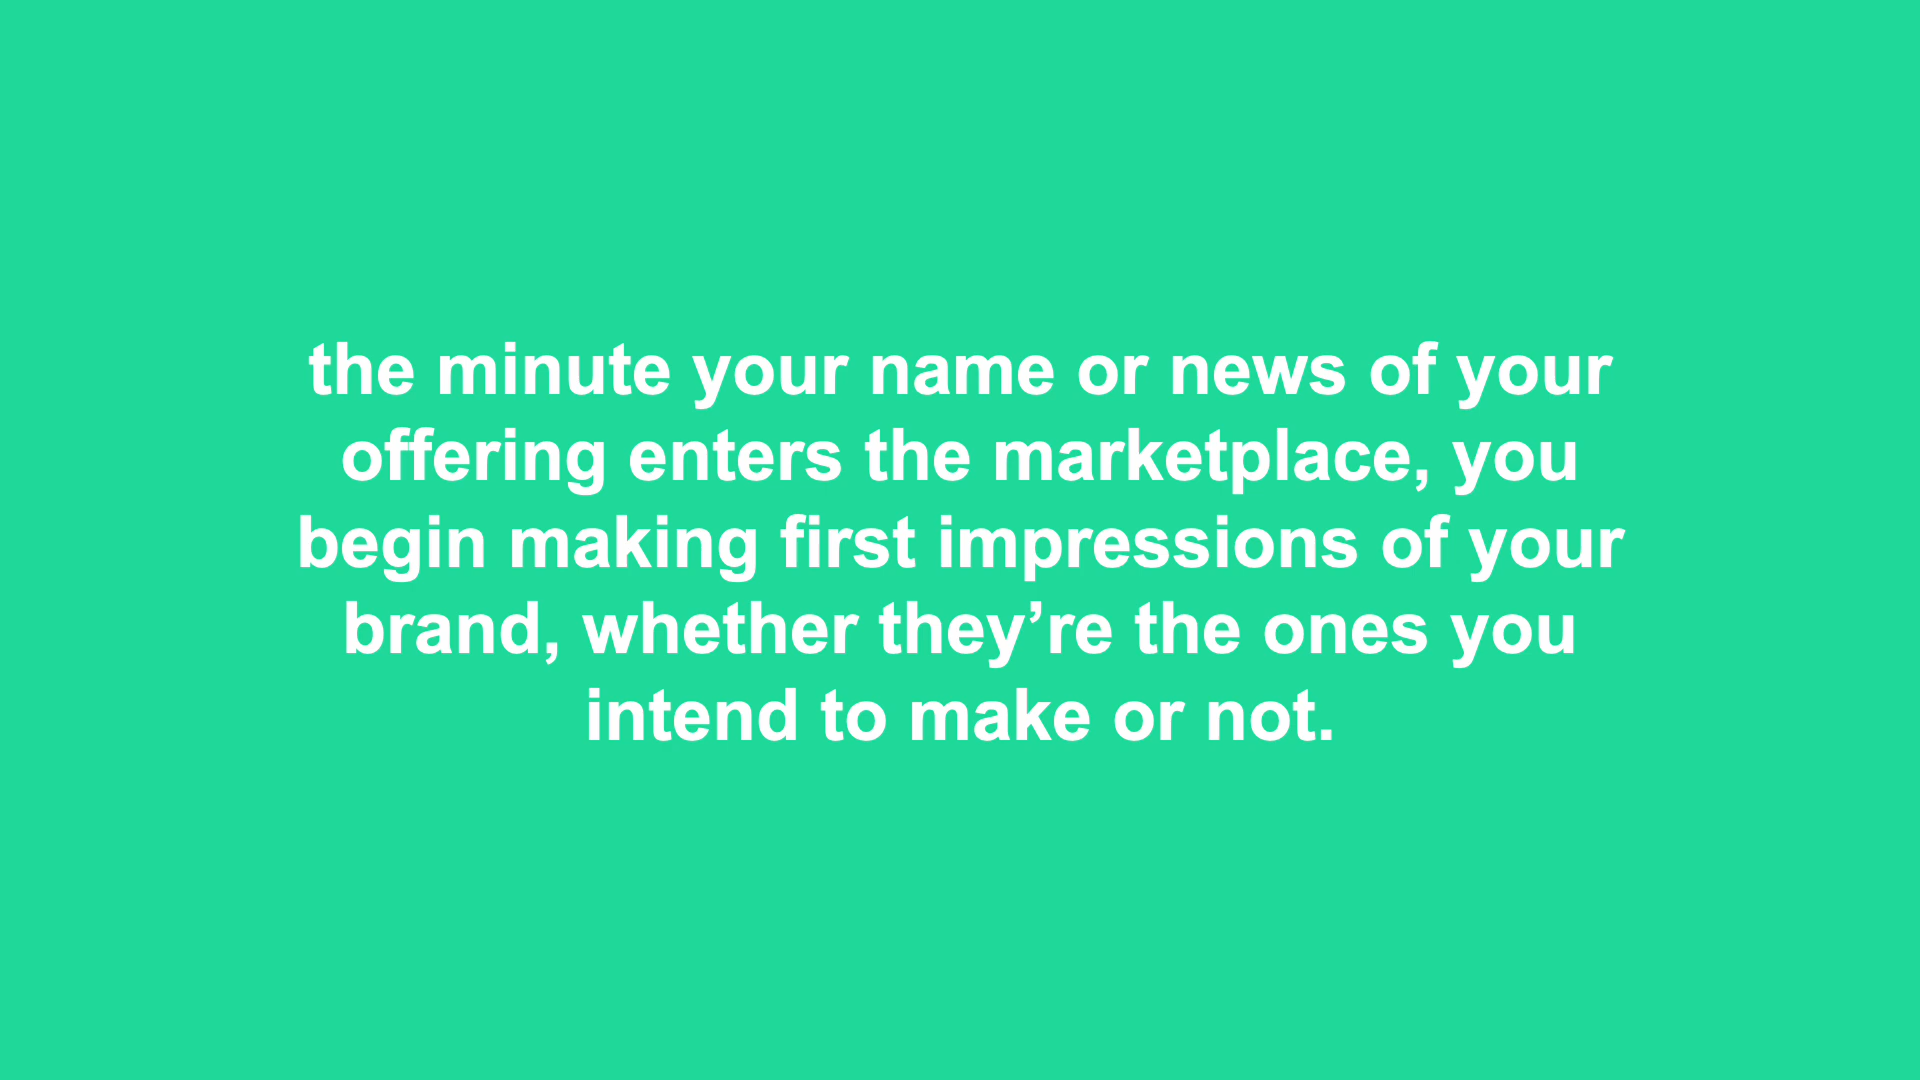 the minute your name or news of your
offering enters the marketplace, you
begin making first impressions of your
brand, whether they’re the ones you
intend to make or not.